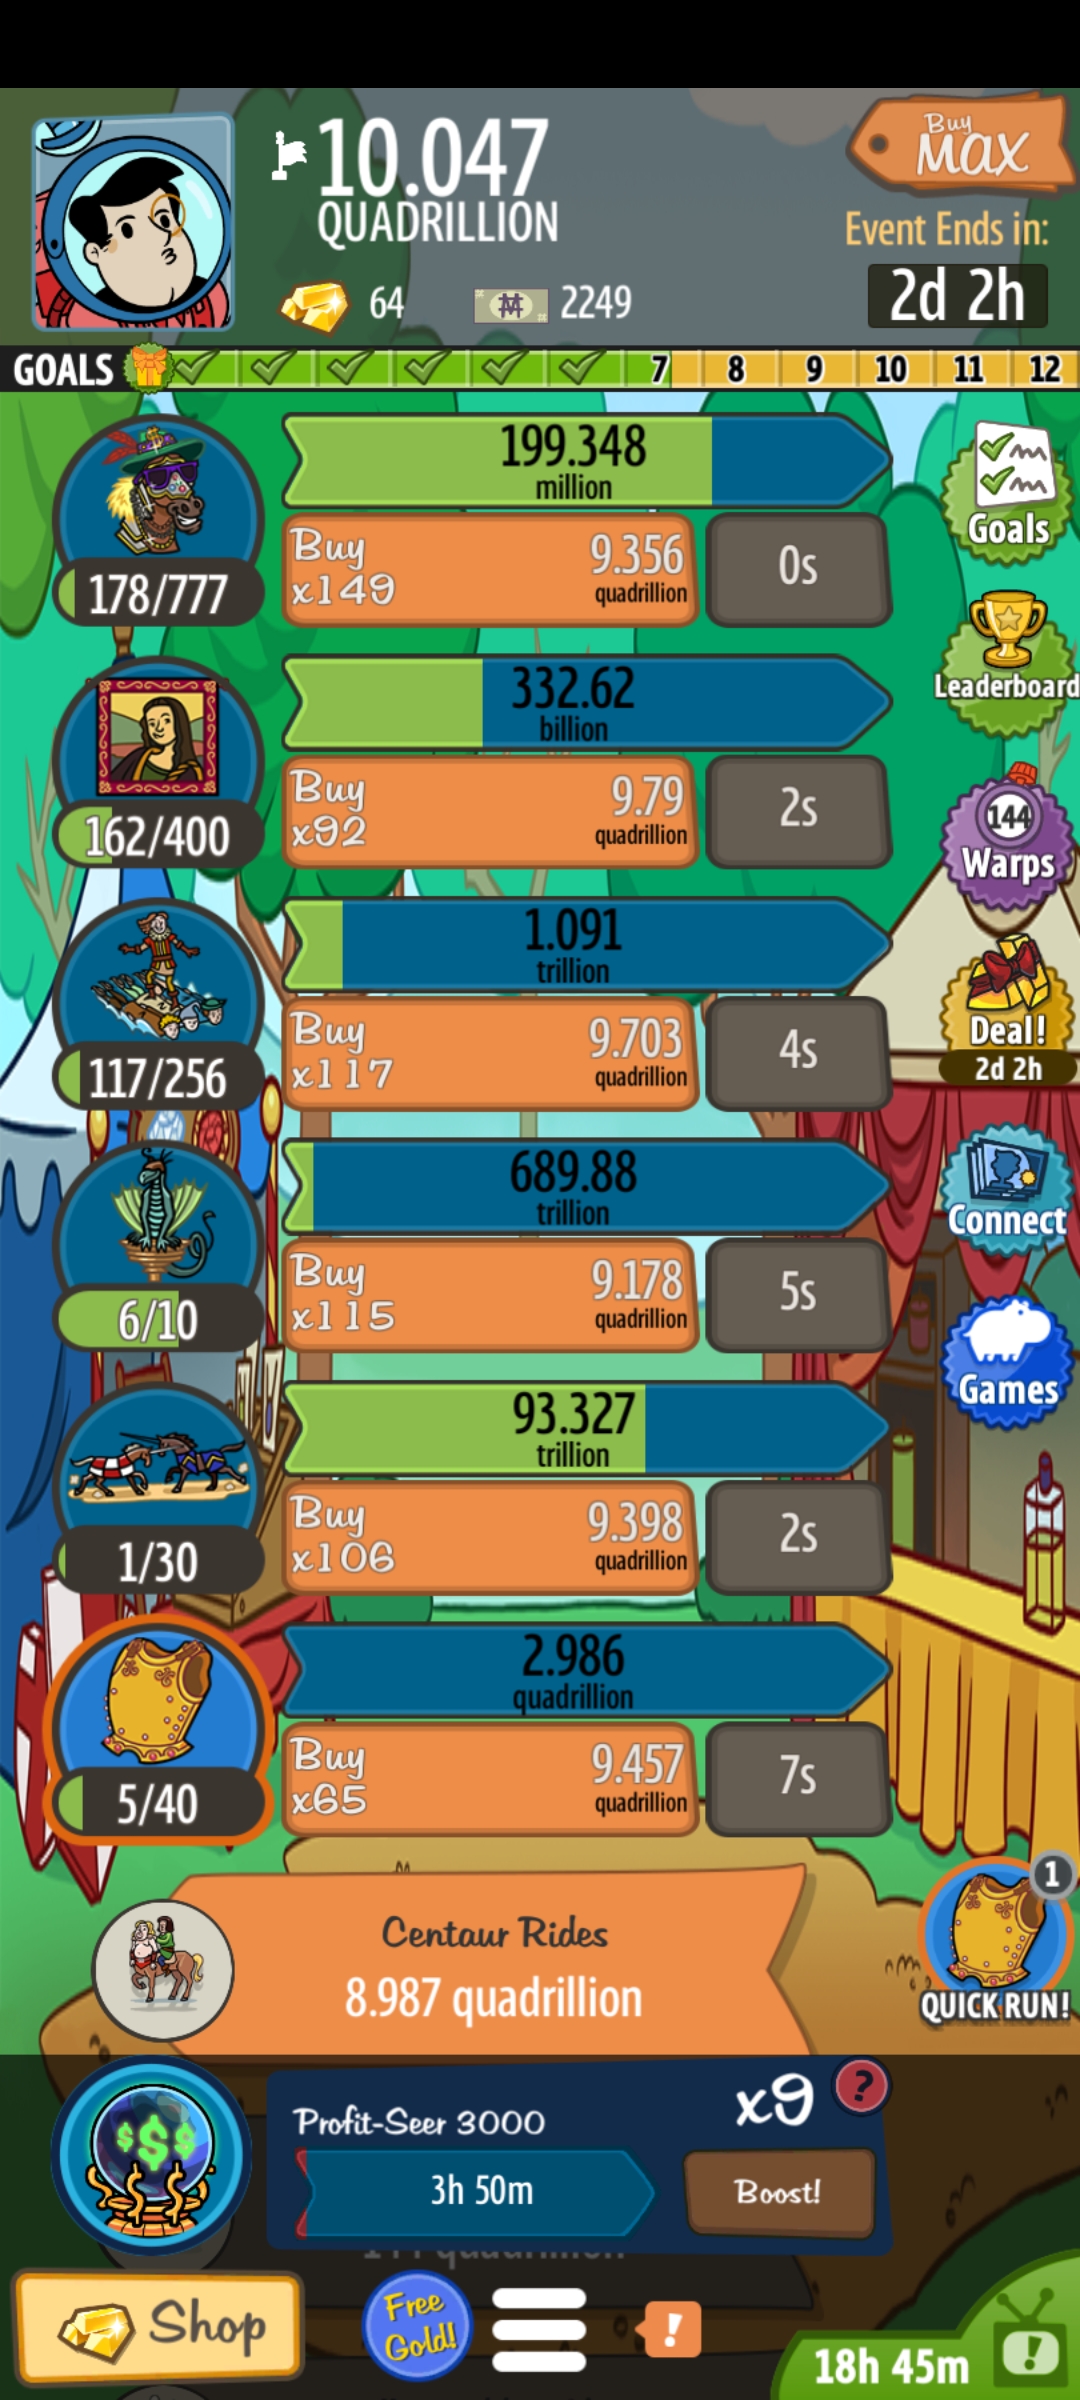 10.047
QUADRILLION
Buy
MAX
Event Ends in:
64
2249
2d 2h
GOALS
7 8 9 10 11 12
199.348
million
Buy
x149
9.356
quadrillion
0s
178/777
Goals
332.62
billion
Leaderboard
Buy
x92
9.79
quadrillion
2s
162/400
144
Warps
1.091
trillion
Buy
x117
9.703
quadrillion
4s
117/256
Deal!
2d 2h
689.88
trillion
Connect
Buy
x115
9.178
quadrillion
5s
6/10
Games
93.327
trillion
Buy
x106
9.398
quadrillion
2s
1/30
2.986
quadrillion
Buy
x65
9.457
quadrillion
7s
5/40
Centaur Rides
8.987 quadrillion
1
QUICK RUN!
$$$
Profit-Seer 3000
x9
?
3h 50m
Boost!
Shop
Free
Gold!
!
18h 45m
!